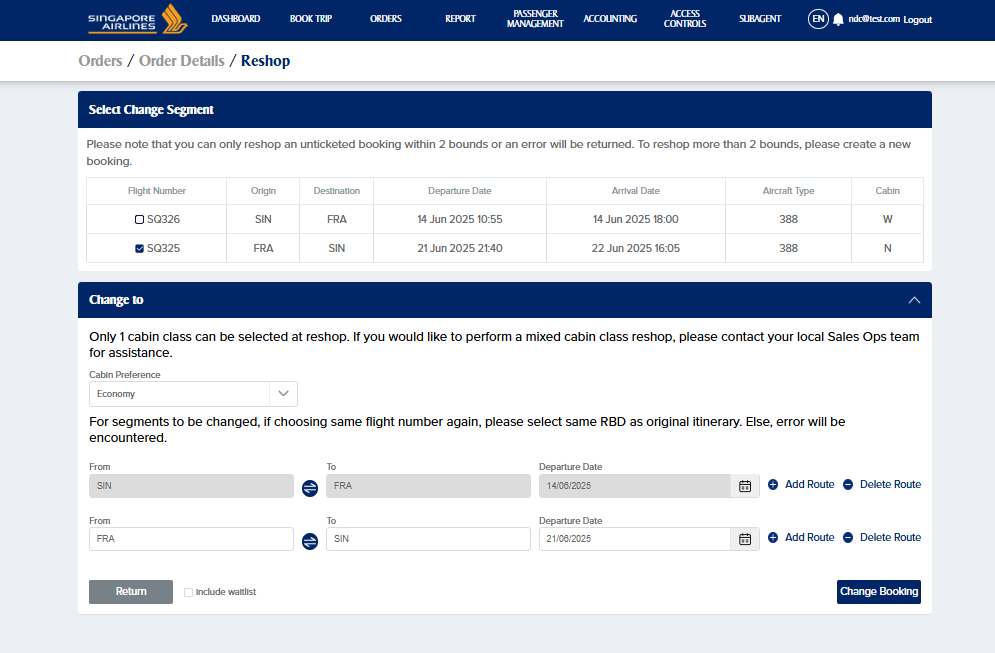 SINGAPORE AIRLINES DASHBOARD BOOK TRIP ORDERS REPORT PASSENGER MANAGEMENT ACCOUNTING ACCESS CONTROLS SUBAGENT EN ndc@test.com Logout
Orders / Order Details / Reshop
Select Change Segment
Please note that you can only reshop an unticketed booking within 2 bounds or an error will be returned. To reshop more than 2 bounds, please create a new
booking.
Flight Number Origin Destination Departure Date Arrival Date Aircraft Type Cabin
SQ326 SIN FRA 14 Jun 2025 10:55 14 Jun 2025 18:00 388 W
SQ325 FRA SIN 21 Jun 2025 21:40 22 Jun 2025 16:05 388 N
Change to
Only 1 cabin class can be selected at reshop. If you would like to perform a mixed cabin class reshop, please contact your local Sales Ops team
for assistance.
Cabin Preference
Economy
For segments to be changed, if choosing same flight number again, please select same RBD as original itinerary. Else, error will be
encountered.
From To Departure Date
SIN FRA 14/06/2025 Add Route Delete Route
From To Departure Date
FRA SIN 21/06/2025 Add Route Delete Route
Return Include waitlist Change Booking